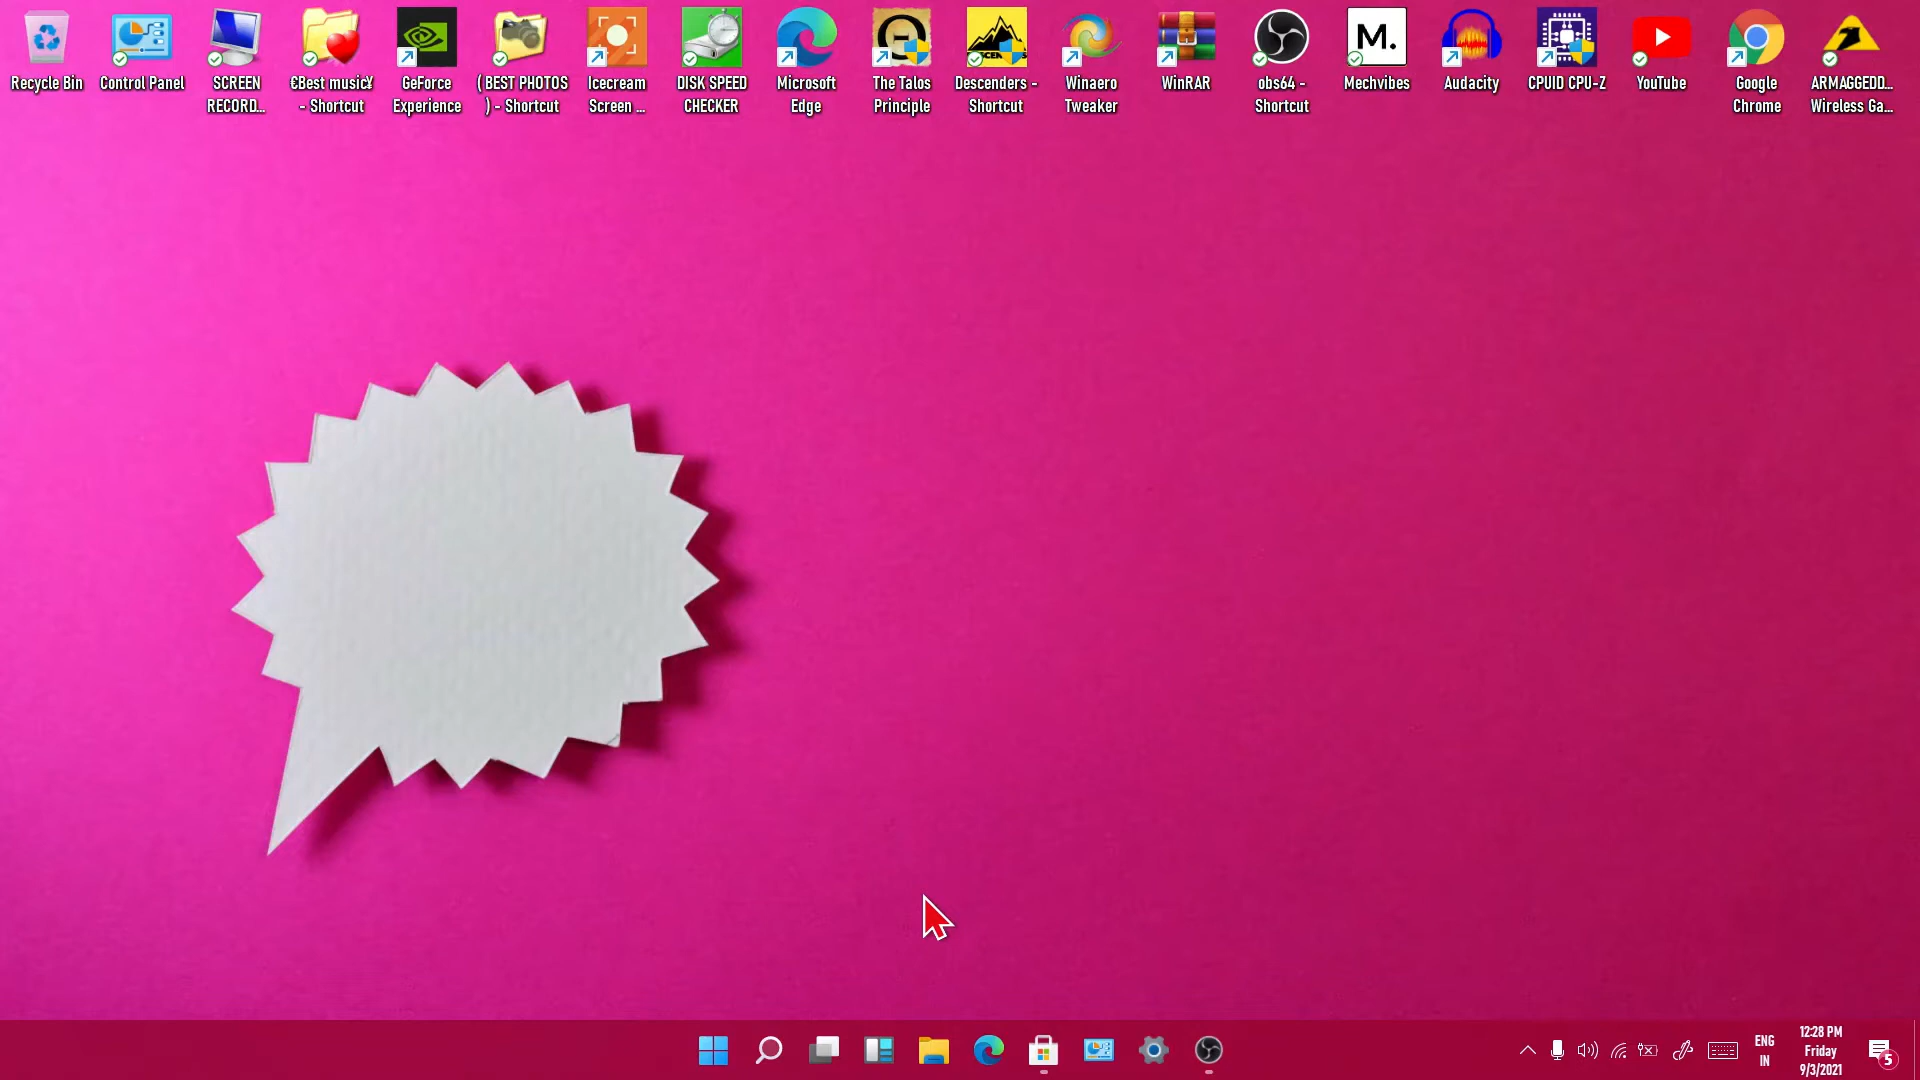 Recycle Bin
Control Panel
SCREEN
RECORD...
€Best music¥
- Shortcut
GeForce
Experience
( BEST PHOTOS
) - Shortcut
Icecream
Screen ...
DISK SPEED
CHECKER
Microsoft
Edge
The Talos
Principle
Descenders -
Shortcut
Winaero
Tweaker
WinRAR
obs64 -
Shortcut
M.
Mechvibes
Audacity
CPUID CPU-Z
YouTube
Google
Chrome
ARMAGGEDD...
Wireless Ga...
ENG
IN
12:28 PM
Friday
9/3/2021
5